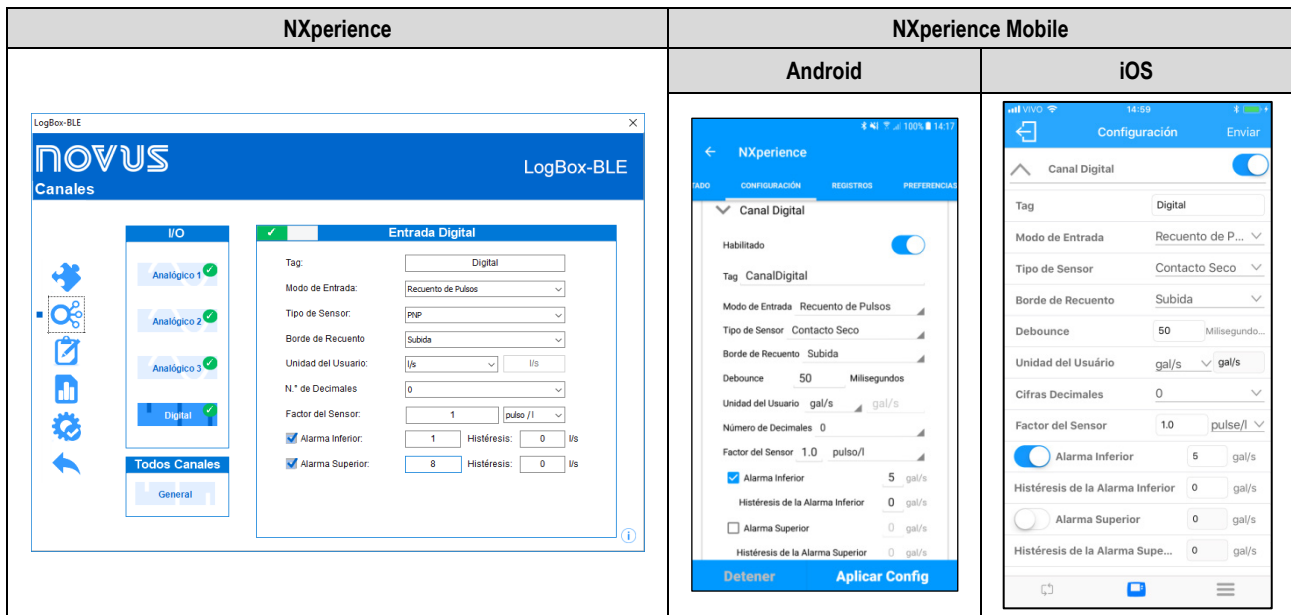 NXperience
NXperience Mobile
Android
iOS
LogBox-BLE
NOVUS
LogBox-BLE
Canales
I/O
Analógico 1
Analógico 2
Analógico 3
Digital
Todos Canales
General
Entrada Digital
Tag: Digital
Modo de Entrada: Recuento de Pulsos
Tipo de Sensor: PNP
Borde de Recuento Subida
Unidad del Usuario: l/s l/s
N.° de Decimales 0
Factor del Sensor: 1 pulso / l
Alarma Inferior: 1 Histéresis: 0 l/s
Alarma Superior: 8 Histéresis: 0 l/s
100% 14:17
NXperience
TADO CONFIGURACIÓN REGISTROS PREFERENCIAS
Canal Digital
Habilitado
Tag CanalDigital
Modo de Entrada Recuento de Pulsos
Tipo de Sensor Contacto Seco
Borde de Recuento Subida
Debounce 50 Milisegundos
Unidad del Usuario gal/s gal/s
Número de Decimales 0
Factor del Sensor 1.0 pulso/l
Alarma Inferior 5 gal/s
Histéresis de la Alarma Inferior 0 gal/s
Alarma Superior 0 gal/s
Histéresis de la Alarma Superior 0 gal/s
Detener Aplicar Config
VIVO 14:59
Configuración Enviar
Canal Digital
Tag Digital
Modo de Entrada Recuento de P...
Tipo de Sensor Contacto Seco
Borde de Recuento Subida
Debounce 50 Milisegundo...
Unidad del Usuário gal/s gal/s
Cifras Decimales 0
Factor del Sensor 1.0 pulse/l
Alarma Inferior 5 gal/s
Histéresis de la Alarma Inferior 0 gal/s
Alarma Superior 0 gal/s
Histéresis de la Alarma Supe... 0 gal/s